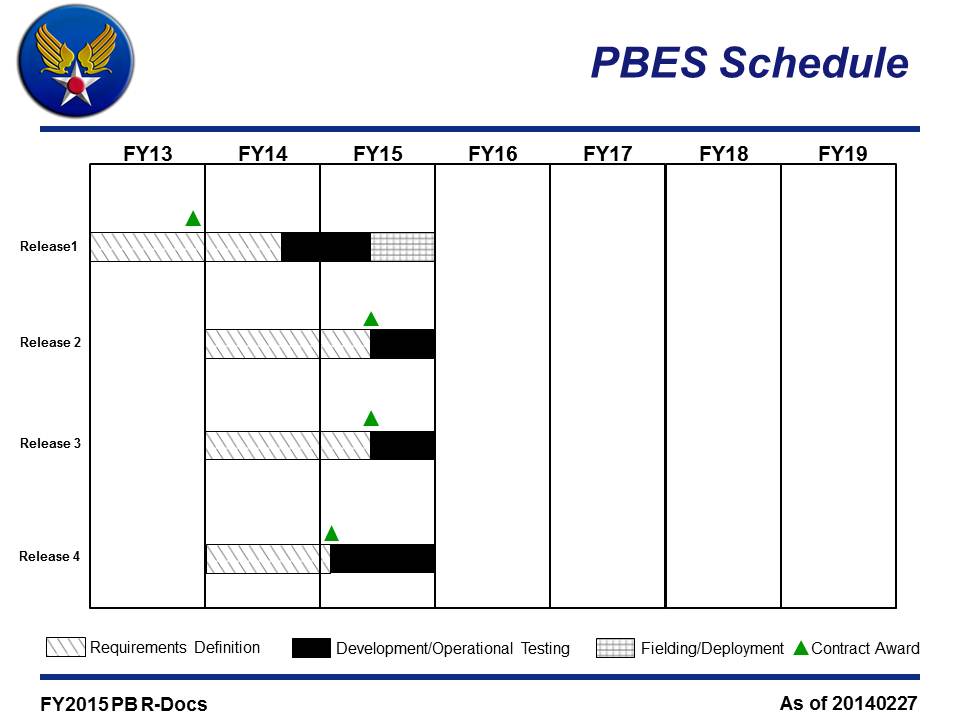 PBES Schedule
FY13 FY14 FY15 FY16 FY17 FY18 FY19
Release1
Release 2
Release 3
Release 4
Requirements Definition Development/Operational Testing Fielding/Deployment Contract Award
FY2015 PB R-Docs As of 20140227